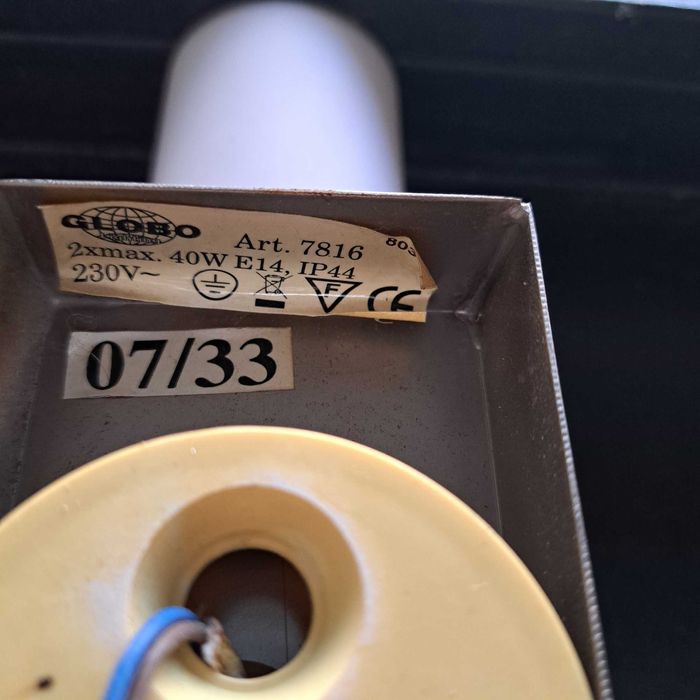 GLOBO
Art. 7816
2xmax. 40W E14, IP44
230V~
F
CE
07/33